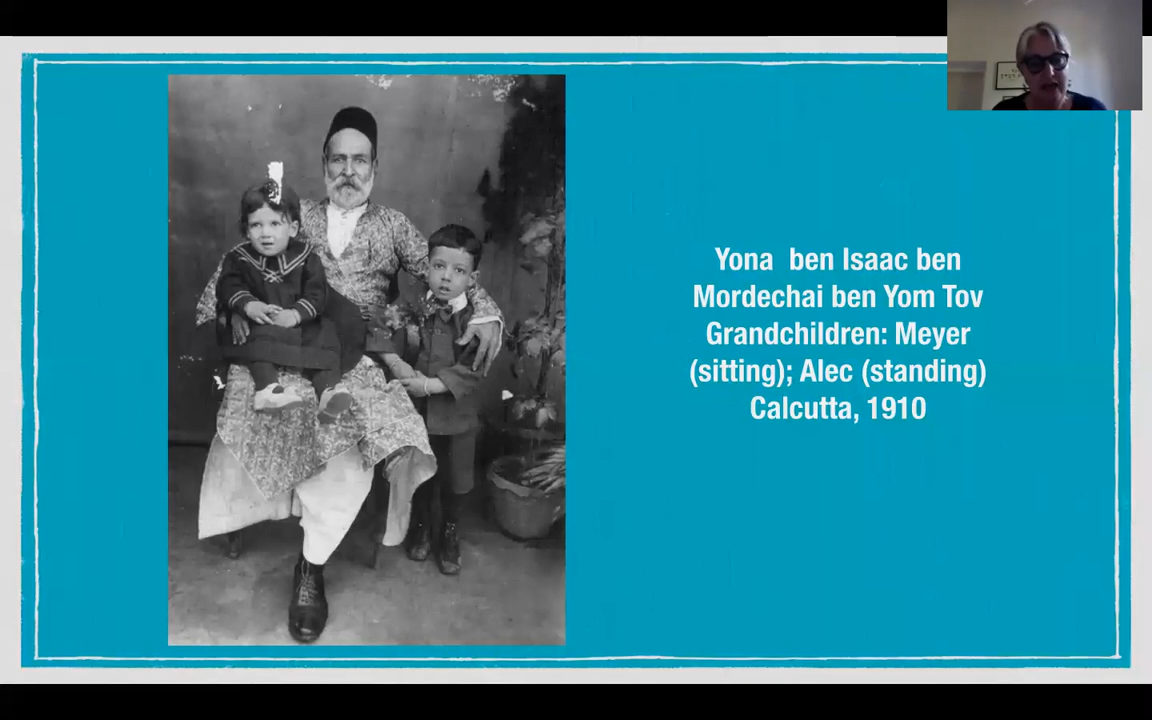 Yona ben Isaac ben
Mordechai ben Yom Tov
Grandchildren: Meyer
(sitting); Alec (standing)
Calcutta, 1910